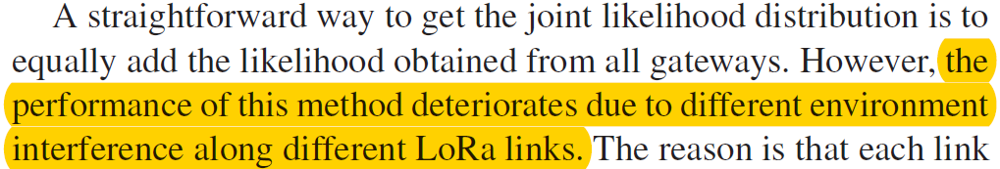 A straightforward way to get the joint likelihood distribution is to
equally add the likelihood obtained from all gateways. However, the
performance of this method deteriorates due to different environment
interference along different LoRa links. The reason is that each link